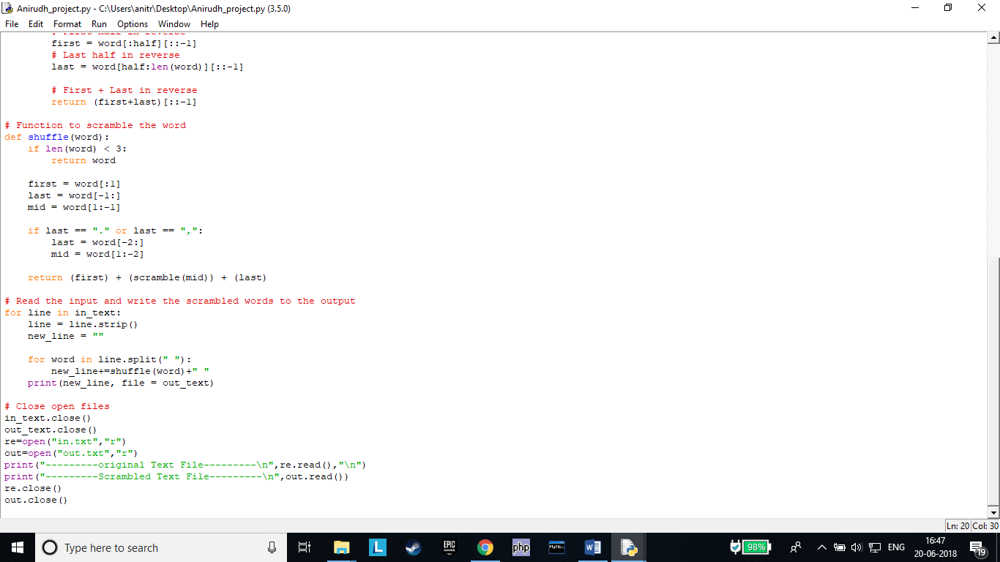 Anirudh_project.py - C:\Users\anitr\Desktop\Anirudh_project.py (3.5.0)
File Edit Format Run Options Window Help
        # First half in reverse
        first = word[:half][::-1]
        # Last half in reverse
        last = word[half:len(word)][::-1]

        # First + Last in reverse
        return (first+last)[::-1]

# Function to scramble the word
def shuffle(word):
    if len(word) < 3:
        return word

    first = word[:1]
    last = word[-1:]
    mid = word[1:-1]

    if last == "." or last == ",":
        last = word[-2:]
        mid = word[1:-2]

    return (first) + (scramble(mid)) + (last)

# Read the input and write the scrambled words to the output
for line in in_text:
    line = line.strip()
    new_line = ""

    for word in line.split(" "):
        new_line+=shuffle(word)+" "
    print(new_line, file = out_text)

# Close open files
in_text.close()
out_text.close()
re=open("in.txt","r")
out=open("out.txt","r")
print("---------original Text File---------\n",re.read(),"\n")
print("---------Scrambled Text File---------\n",out.read())
re.close()
out.close()
Ln: 20 Col: 30
Type here to search
L
EPIC GAMES
php
MySQL
W
98%
ENG
16:47
20-06-2018
19